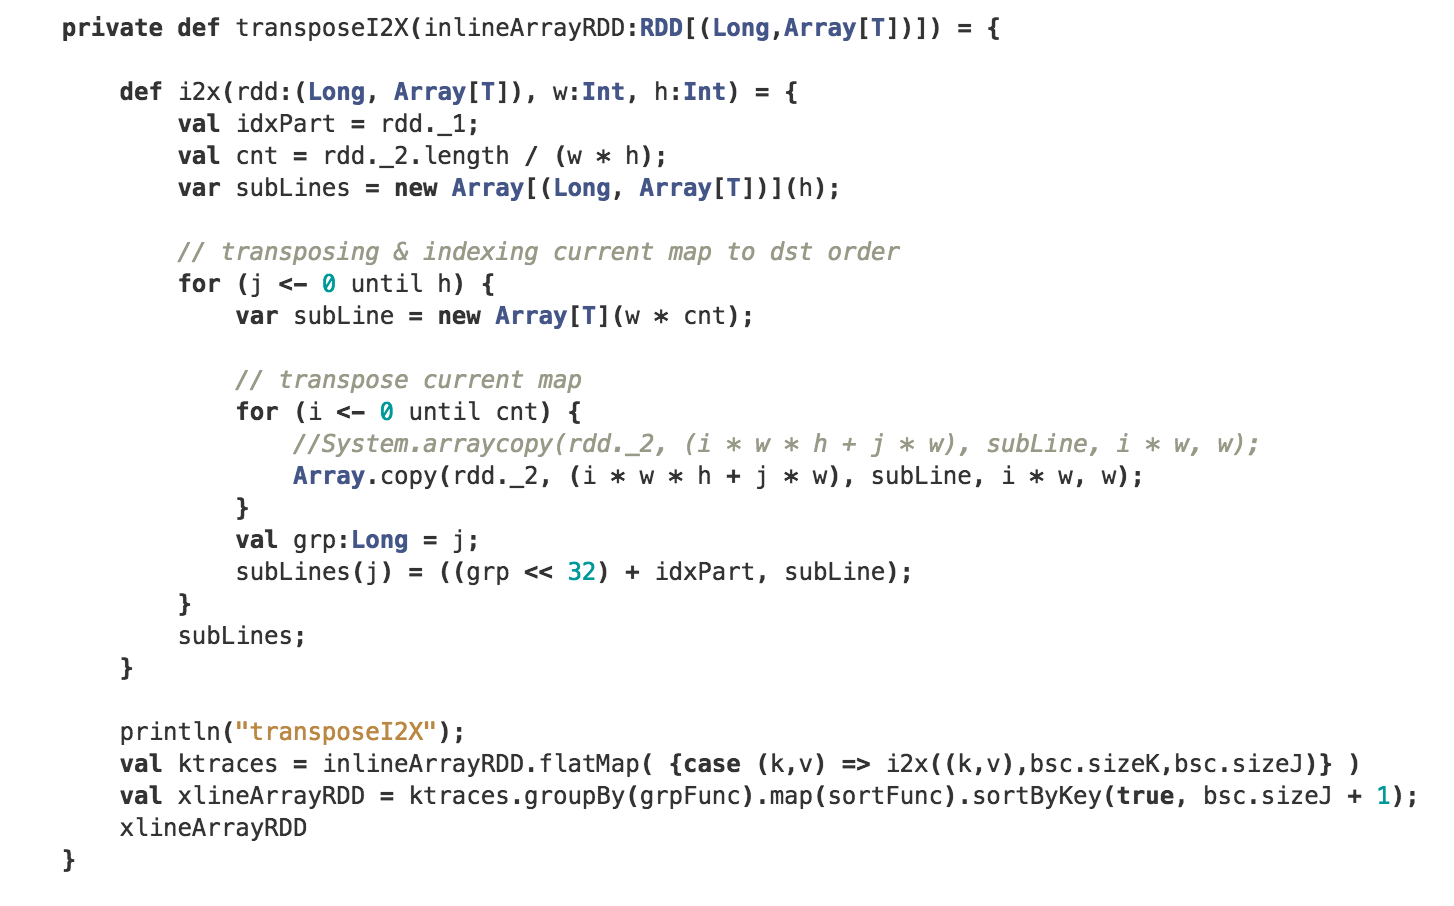 private def transposeI2X(inlineArrayRDD:RDD[(Long,Array[T])]) = {
def i2x(rdd:(Long, Array[T]), w:Int, h:Int) = {
val idxPart = rdd._1;
val cnt = rdd._2.length / (w * h);
var subLines = new Array[(Long, Array[T])](h);
// transposing & indexing current map to dst order
for (j <- 0 until h) {
var subLine = new Array[T](w * cnt);
// transpose current map
for (i <- 0 until cnt) {
//System.arraycopy(rdd._2, (i * w * h + j * w), subLine, i * w, w);
Array.copy(rdd._2, (i * w * h + j * w), subLine, i * w, w);
}
val grp:Long = j;
subLines(j) = ((grp << 32) + idxPart, subLine);
}
subLines;
}
println("transposeI2X");
val ktraces = inlineArrayRDD.flatMap( {case (k,v) => i2x((k,v),bsc.sizeK,bsc.sizeJ)} )
val xlineArrayRDD = ktraces.groupBy(grpFunc).map(sortFunc).sortByKey(true, bsc.sizeJ + 1);
xlineArrayRDD
}